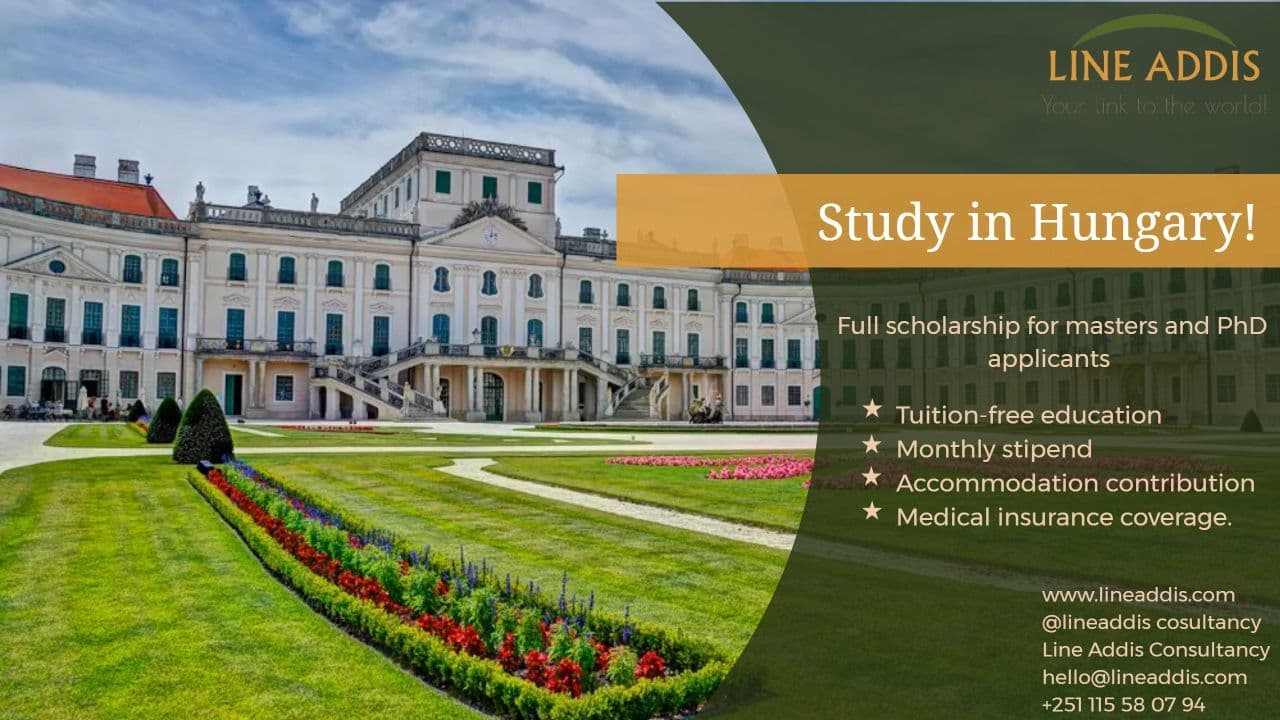 LINE ADDIS
Your link to the world!
Study in Hungary!
Full scholarship for masters and PhD
applicants
★ Tuition-free education
★ Monthly stipend
★ Accommodation contribution
★ Medical insurance coverage.
www.lineaddis.com
@lineaddis cosultancy
Line Addis Consultancy
hello@lineaddis.com
+251 115 58 07 94